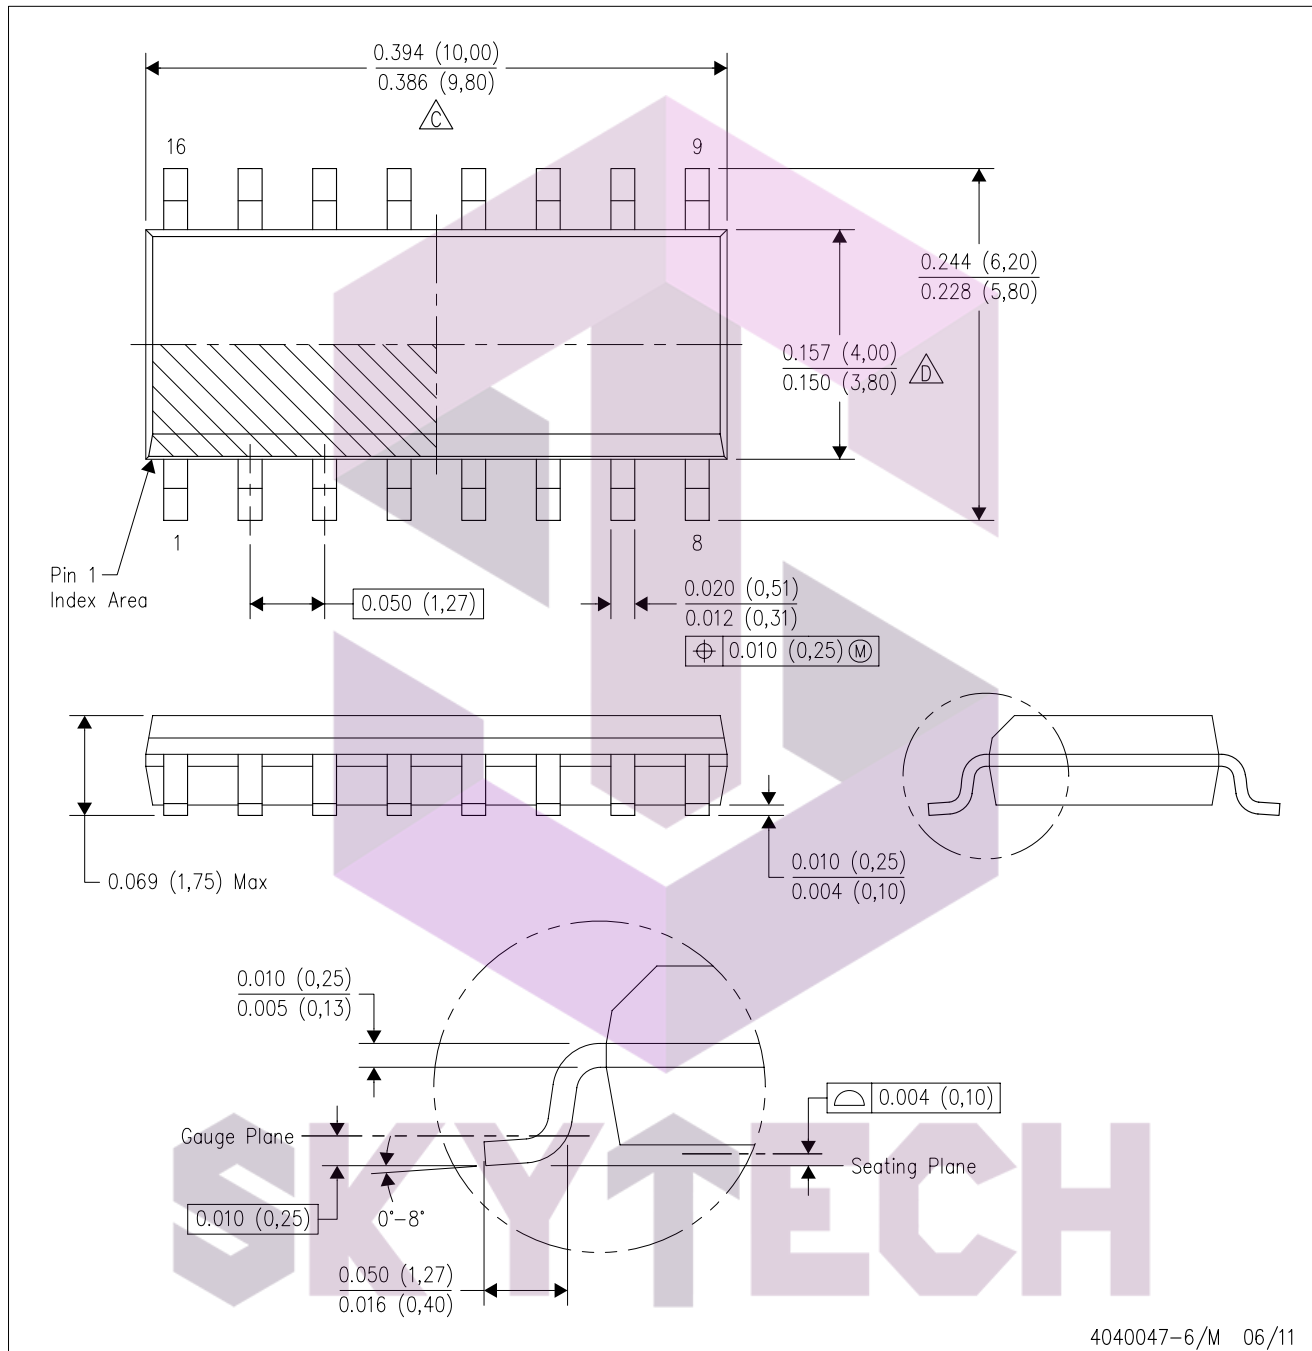 0.394 (10,00)
0.386 (9,80)
C
16
9
0.244 (6,20)
0.228 (5,80)
0.157 (4,00)
0.150 (3,80)
D
1
8
Pin 1
Index Area
0.050 (1,27)
0.020 (0,51)
0.012 (0,31)
0.010 (0,25) M
0.069 (1,75) Max
0.010 (0,25)
0.004 (0,10)
0.010 (0,25)
0.005 (0,13)
0.004 (0,10)
Gauge Plane
Seating Plane
0.010 (0,25)
0°–8°
0.050 (1,27)
0.016 (0,40)
SKYTECH
4040047-6/M 06/11